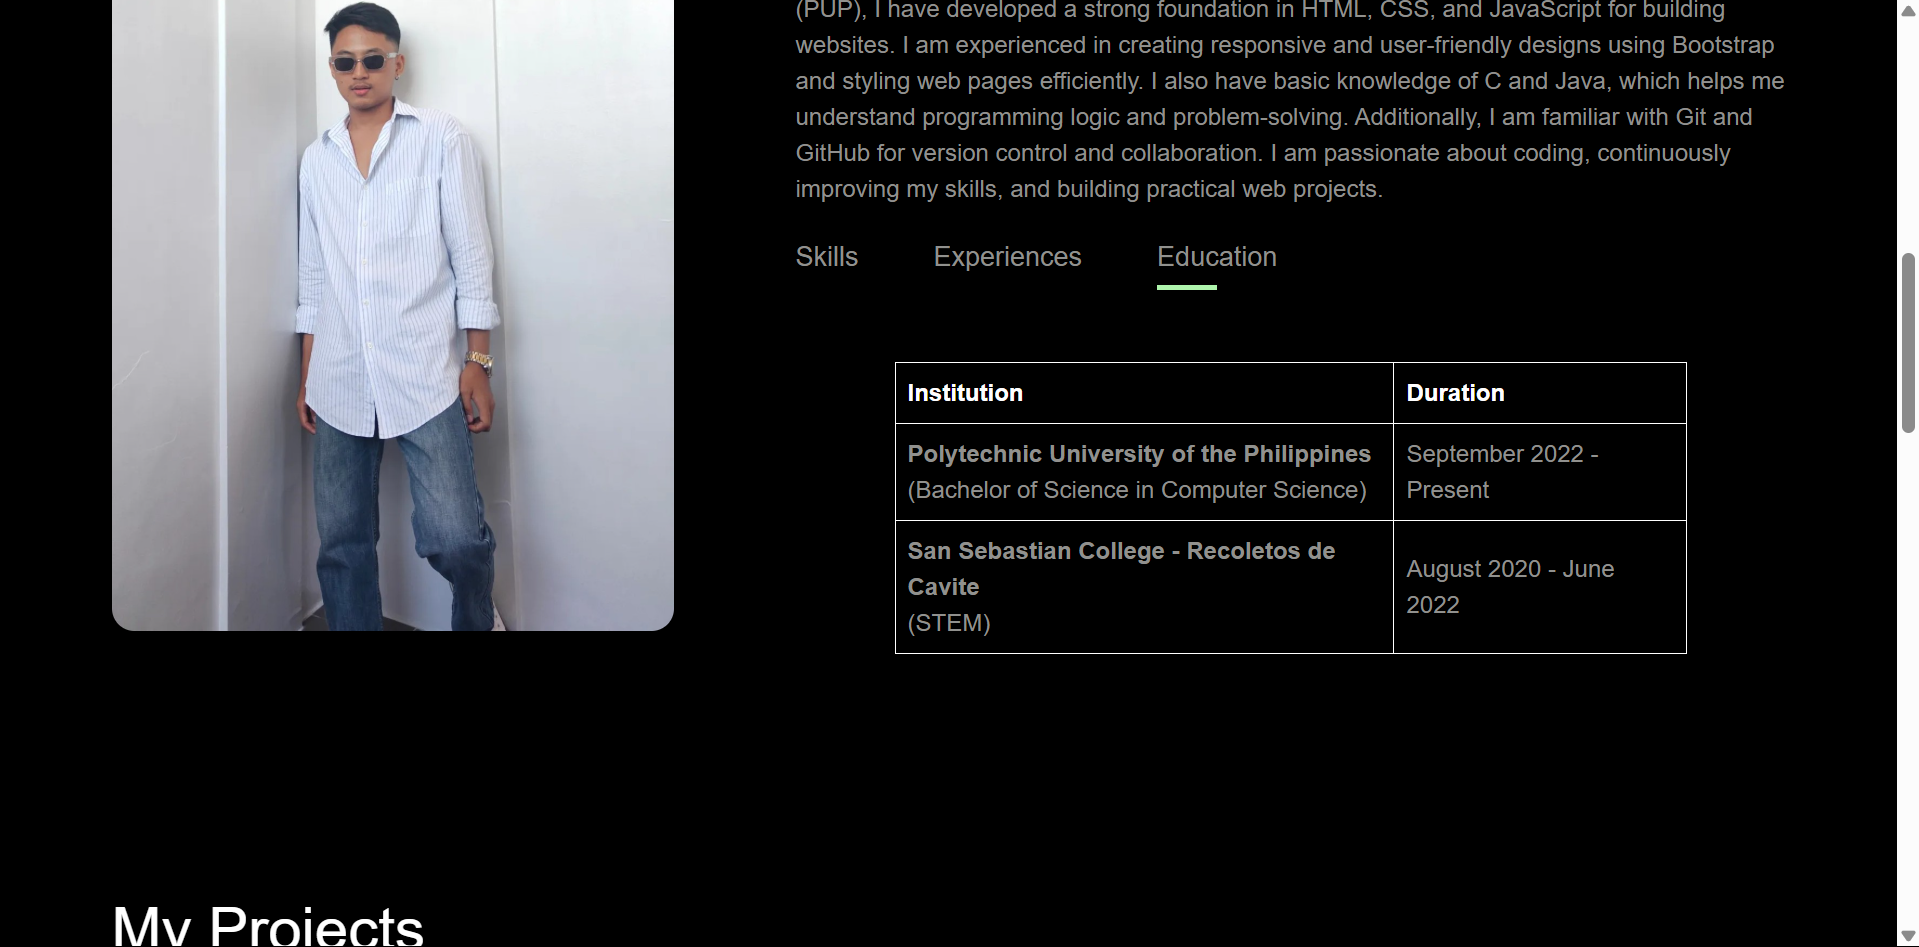 (PUP), I have developed a strong foundation in HTML, CSS, and JavaScript for building
websites. I am experienced in creating responsive and user-friendly designs using Bootstrap
and styling web pages efficiently. I also have basic knowledge of C and Java, which helps me
understand programming logic and problem-solving. Additionally, I am familiar with Git and
GitHub for version control and collaboration. I am passionate about coding, continuously
improving my skills, and building practical web projects.
Skills Experiences Education
Institution Duration
Polytechnic University of the Philippines
(Bachelor of Science in Computer Science)
September 2022 -
Present
San Sebastian College - Recoletos de
Cavite
(STEM)
August 2020 - June
2022
My Projects